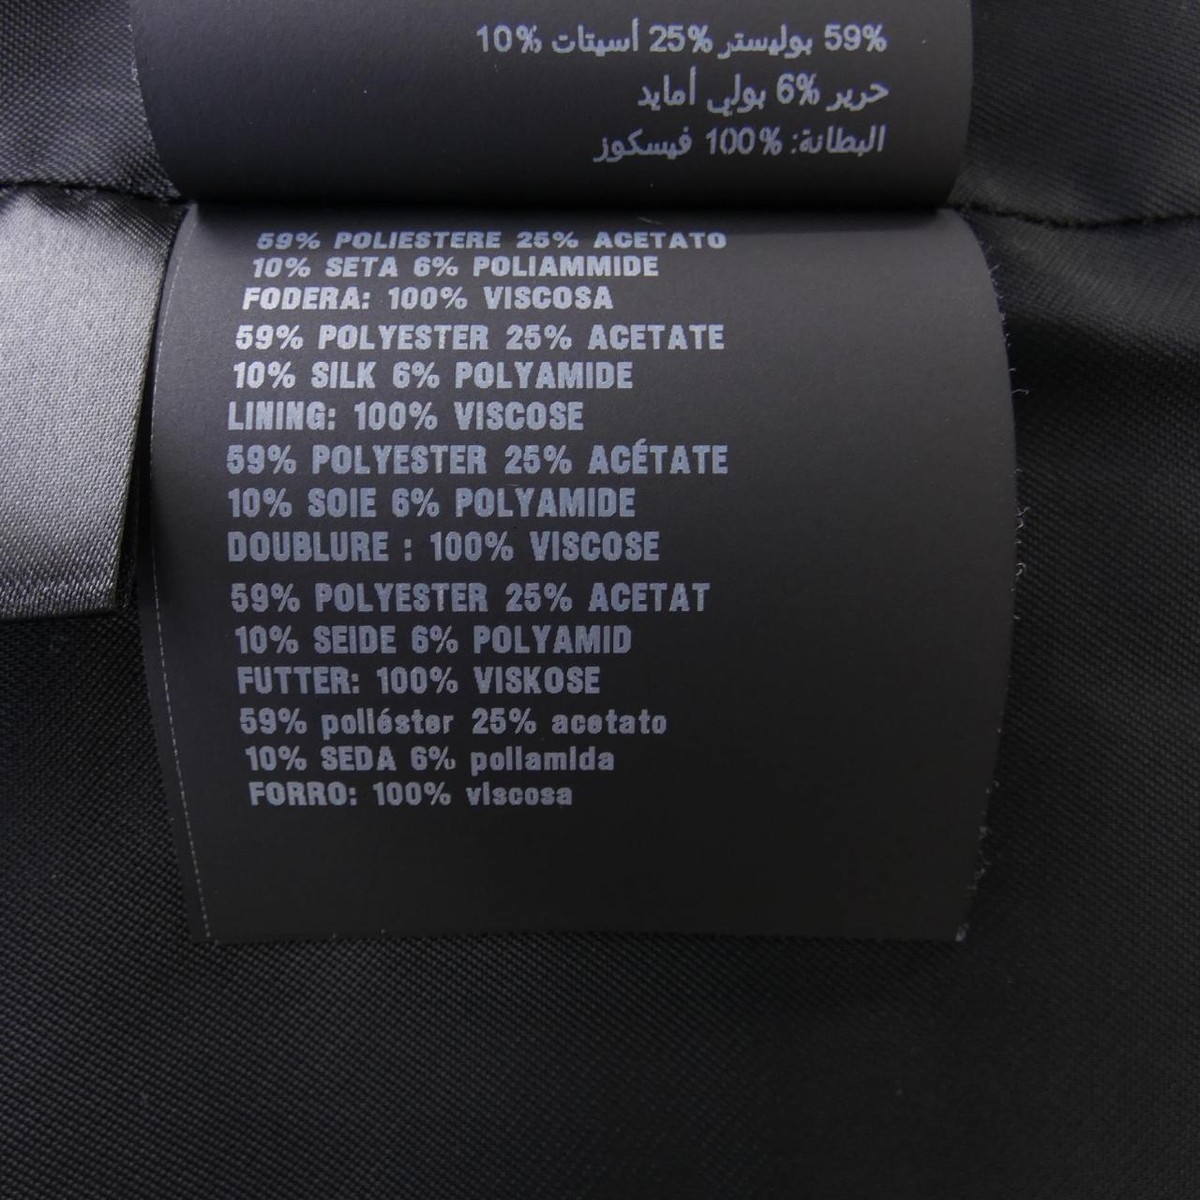 59% بوليستر 25% أسيتات 10%
حرير 6% بولي أمايد
البطانة: 100% فيسكوز
59% POLIESTERE 25% ACETATO
10% SETA 6% POLIAMMIDE
FODERA: 100% VISCOSA
59% POLYESTER 25% ACETATE
10% SILK 6% POLYAMIDE
LINING: 100% VISCOSE
59% POLYESTER 25% ACÉTATE
10% SOIE 6% POLYAMIDE
DOUBLURE : 100% VISCOSE
59% POLYESTER 25% ACETAT
10% SEIDE 6% POLYAMID
FUTTER: 100% VISKOSE
59% poliéster 25% acetato
10% SEDA 6% poliamida
FORRO: 100% viscosa